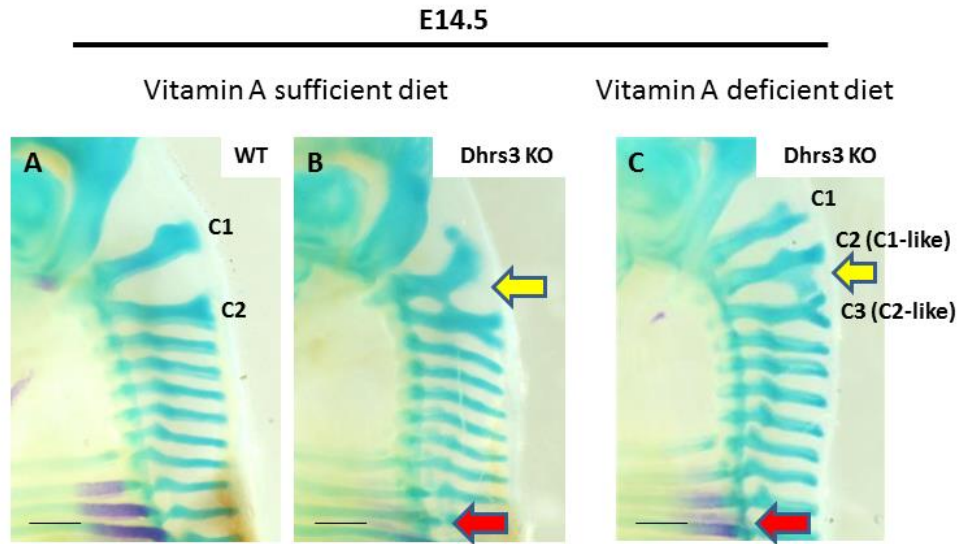 E14.5
Vitamin A sufficient diet
Vitamin A deficient diet
A
WT
B
Dhrs3 KO
C
Dhrs3 KO
C1
C2
C1
C2 (C1-like)
C3 (C2-like)